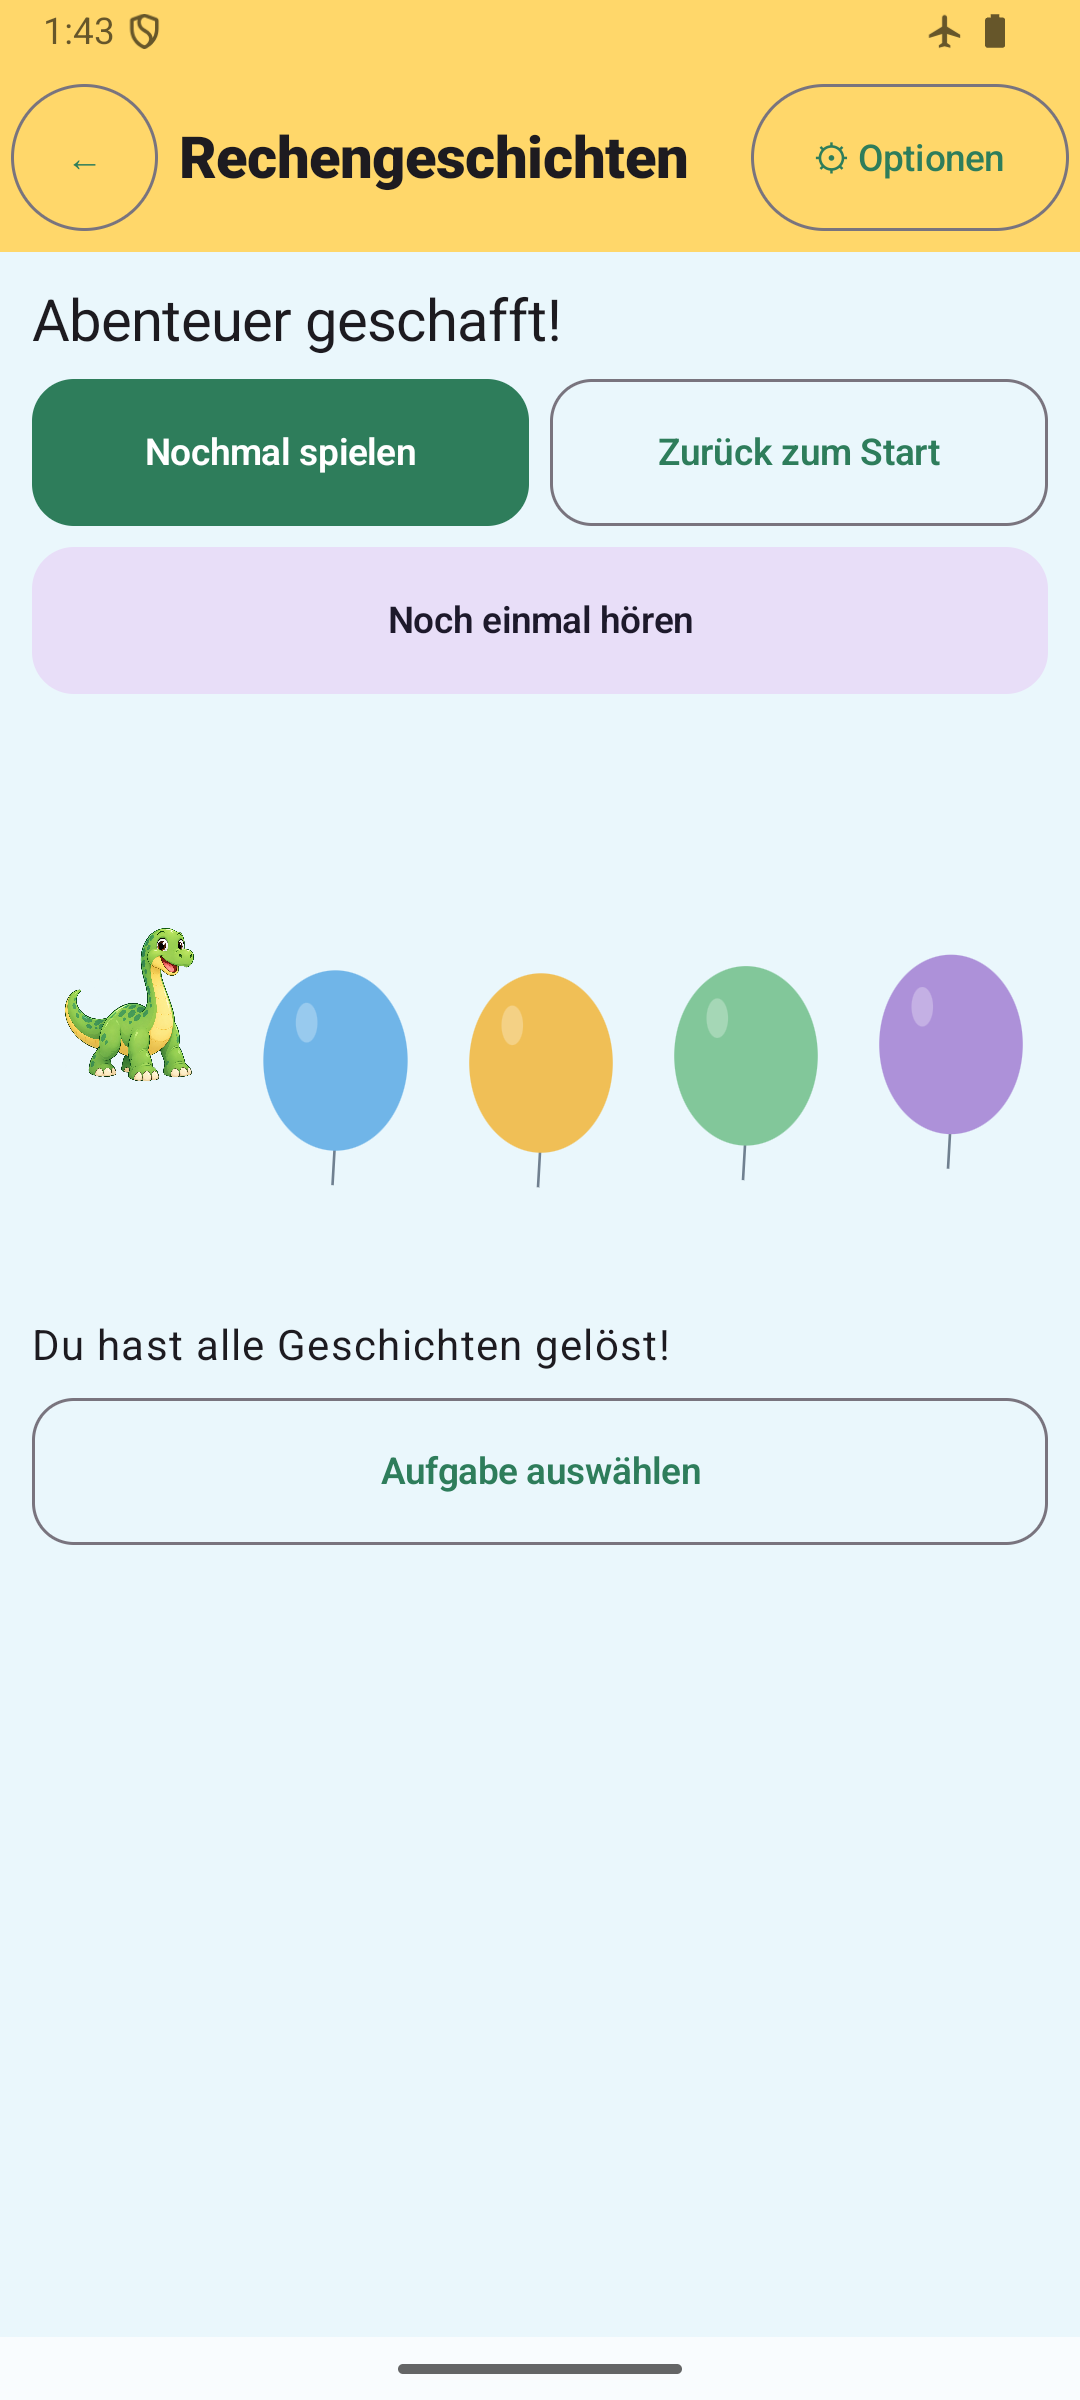 1:43
← Rechengeschichten ⚙ Optionen
Abenteuer geschafft!
Nochmal spielen
Zurück zum Start
Noch einmal hören
Du hast alle Geschichten gelöst!
Aufgabe auswählen